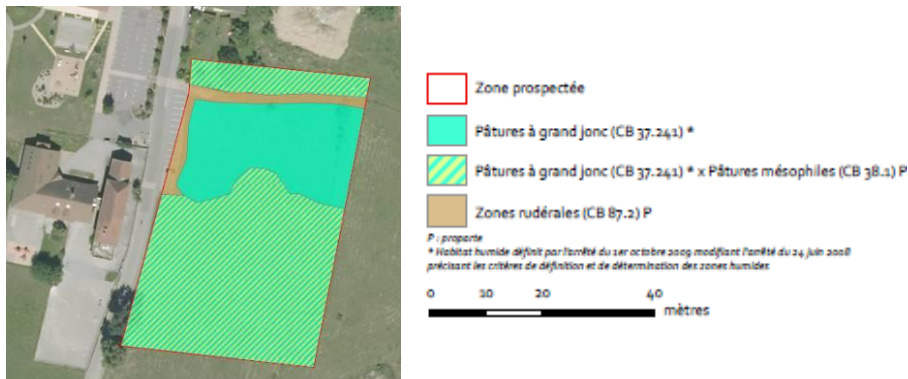 Zone prospectée
Pâtures à grand jonc (CB 37.241) *
Pâtures à grand jonc (CB 37.241) * x Pâtures mésophiles (CB 38.1) P
Zones rudérales (CB 87.2) P
P : proparte
* Habitat humide définit par l'arrêté du 1er octobre 2009 modifiant l'arrêté du 24 juin 2008
précisant les critères de définition et de détermination des zones humides
0 10 20 40
mètres